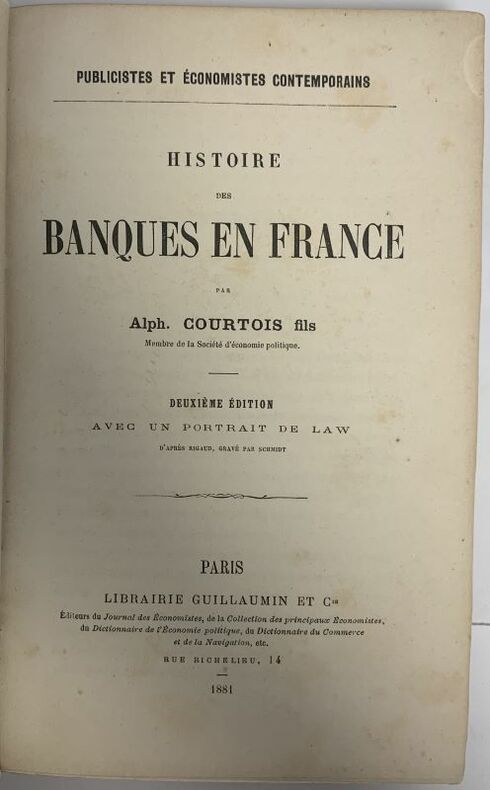 PUBLICISTES ET ÉCONOMISTES CONTEMPORAINS
HISTOIRE
DES
BANQUES EN FRANCE
PAR
Alph. COURTOIS fils
Membre de la Société d'économie politique.
DEUXIÈME ÉDITION
AVEC UN PORTRAIT DE LAW
D'APRÈS RIGAUD, GRAVÉ PAR SCHMIDT
PARIS
LIBRAIRIE GUILLAUMIN ET Cie
Éditeurs du Journal des Économistes, de la Collection des principaux Économistes,
du Dictionnaire de l'Économie politique, du Dictionnaire du Commerce
et de la Navigation, etc.
RUE RICHELIEU, 14
1881